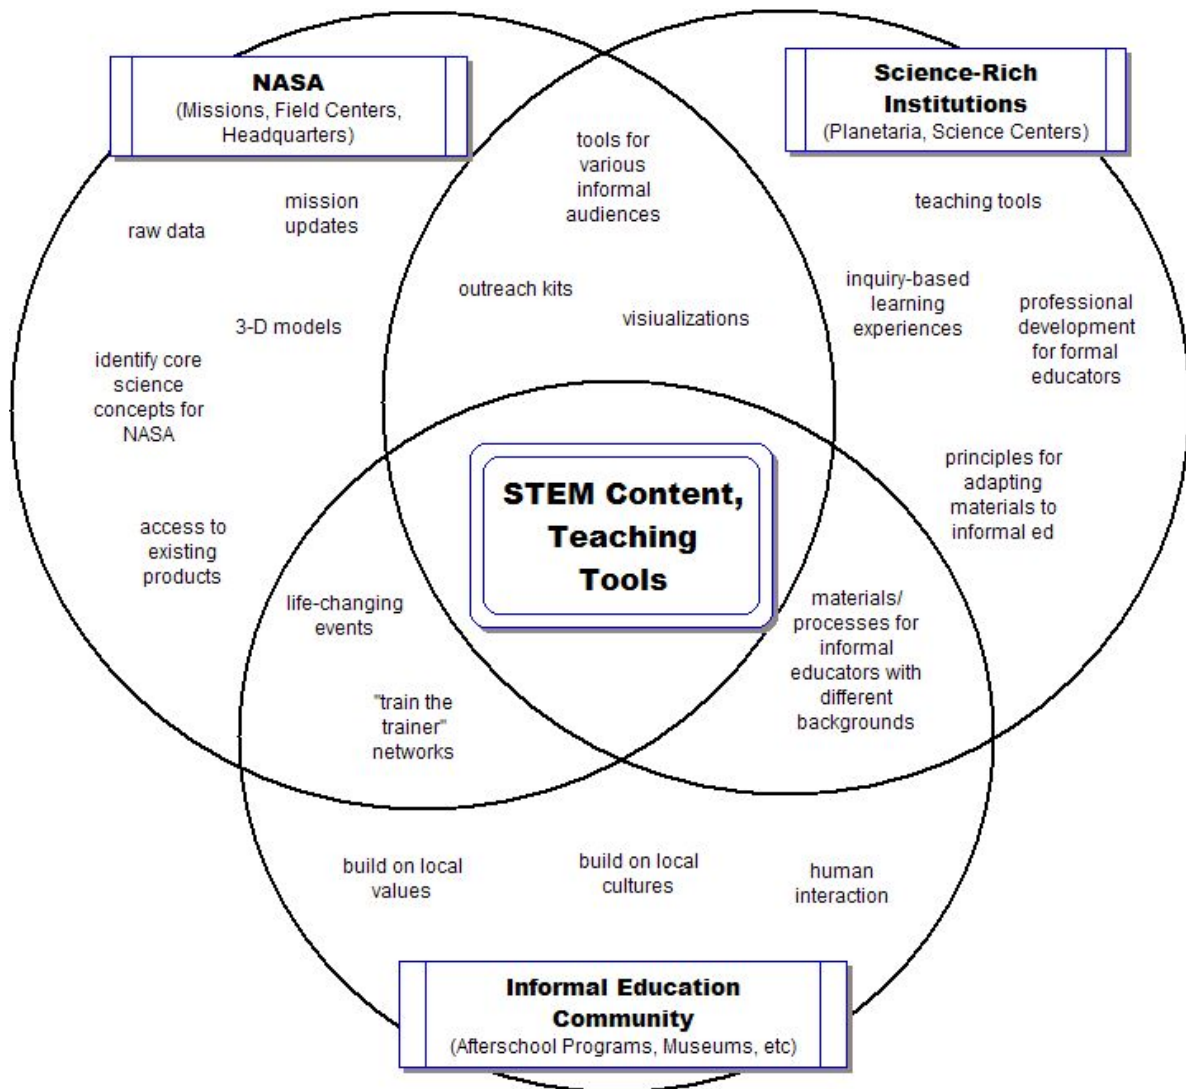 NASA
(Missions, Field Centers,
Headquarters)
Science-Rich
Institutions
(Planetaria, Science Centers)
tools for
various
informal
audiences
mission
updates
raw data
teaching tools
outreach kits
visiualizations
inquiry-based
learning
experiences
professional
development
for formal
educators
3-D models
identify core
science
concepts for
NASA
principles for
adapting
materials to
informal ed
STEM Content,
Teaching
Tools
access to
existing
products
life-changing
events
materials/
processes for
informal
educators with
different
backgrounds
"train the
trainer"
networks
build on local
values
build on local
cultures
human
interaction
Informal Education
Community
(Afterschool Programs, Museums, etc)